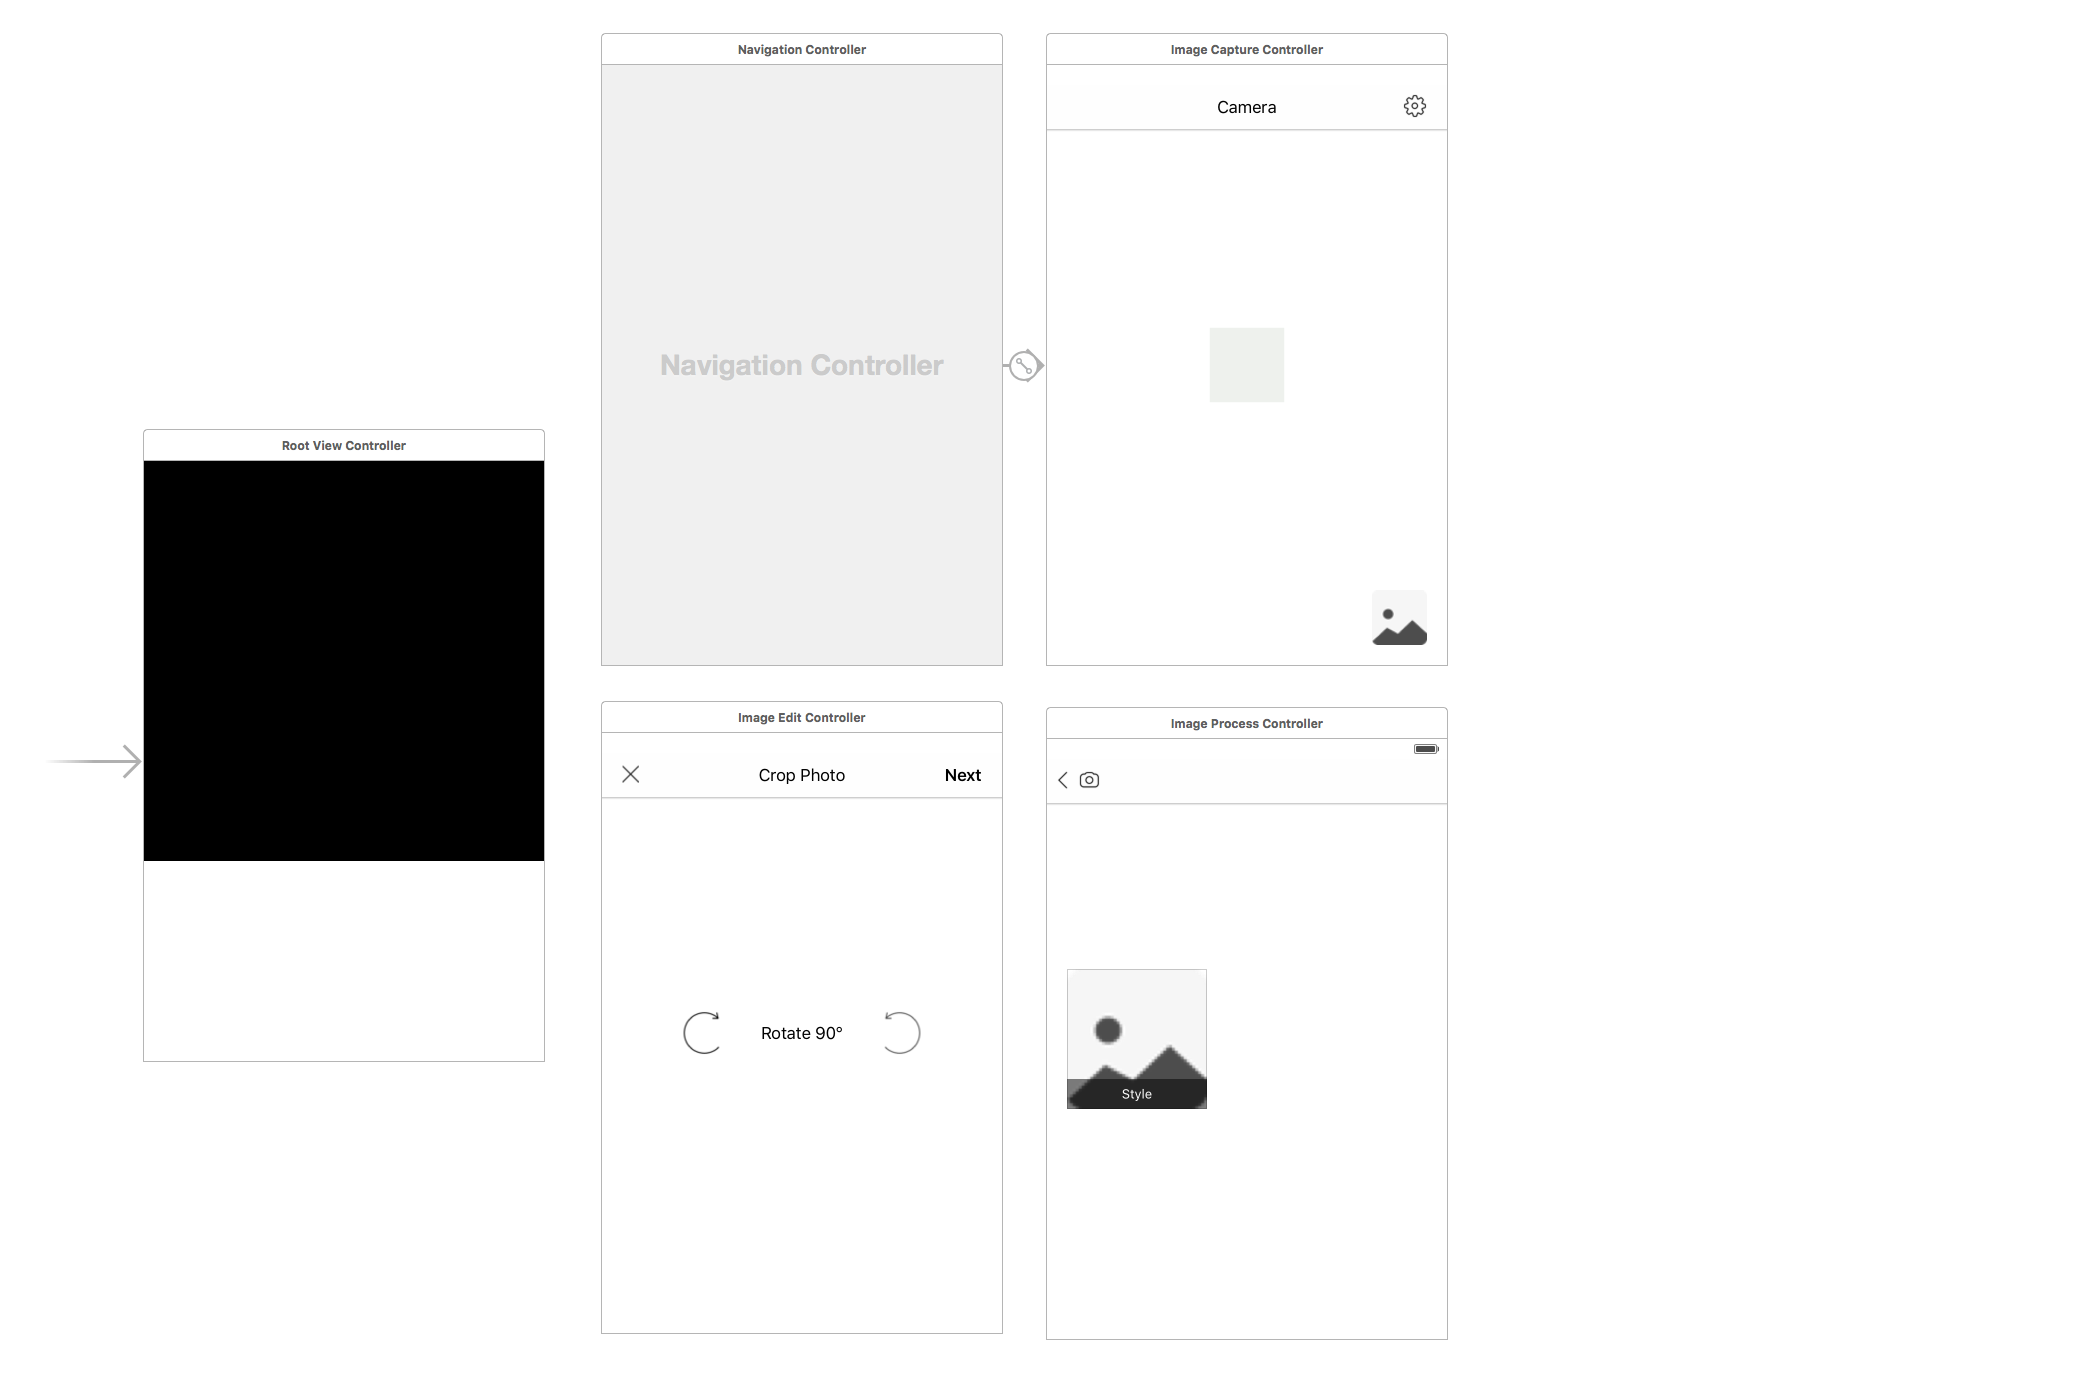 Navigation Controller
Navigation Controller
Image Capture Controller
Camera
Root View Controller
Image Edit Controller
Crop Photo
Next
Rotate 90°
Image Process Controller
Style